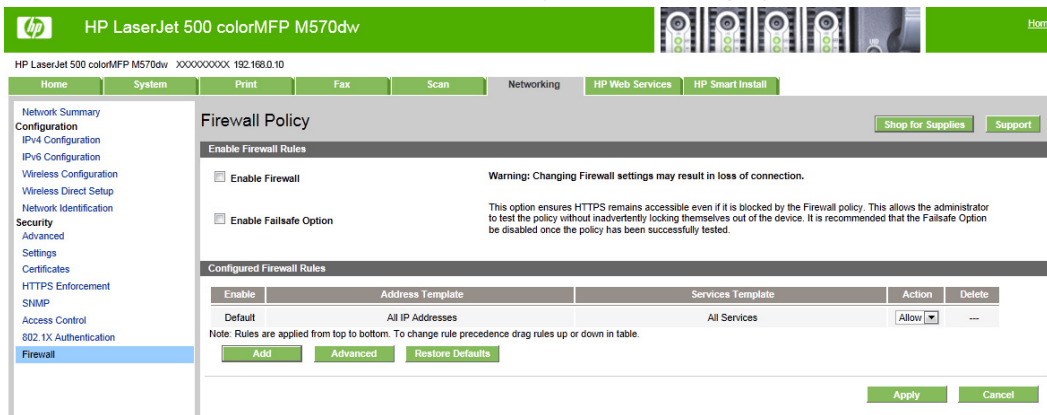 hp HP LaserJet 500 colorMFP M570dw
HP LaserJet 500 colorMFP M570dw XXXXXXXXX 192.168.0.10
Home System Print Fax Scan Networking HP Web Services HP Smart Install
Network Summary
Configuration
IPv4 Configuration
IPv6 Configuration
Wireless Configuration
Wireless Direct Setup
Network Identification
Security
Advanced
Settings
Certificates
HTTPS Enforcement
SNMP
Access Control
802.1X Authentication
Firewall
Firewall Policy
Shop for Supplies Support
Enable Firewall Rules
Enable Firewall Warning: Changing Firewall settings may result in loss of connection.
Enable Failsafe Option
This option ensures HTTPS remains accessible even if it is blocked by the Firewall policy. This allows the administrator
to test the policy without inadvertently locking themselves out of the device. It is recommended that the Failsafe Option
be disabled once the policy has been successfully tested.
Configured Firewall Rules
Enable Address Template Services Template Action Delete
Default All IP Addresses All Services Allow ---
Note: Rules are applied from top to bottom. To change rule precedence drag rules up or down in table.
Add Advanced Restore Defaults
Apply Cancel